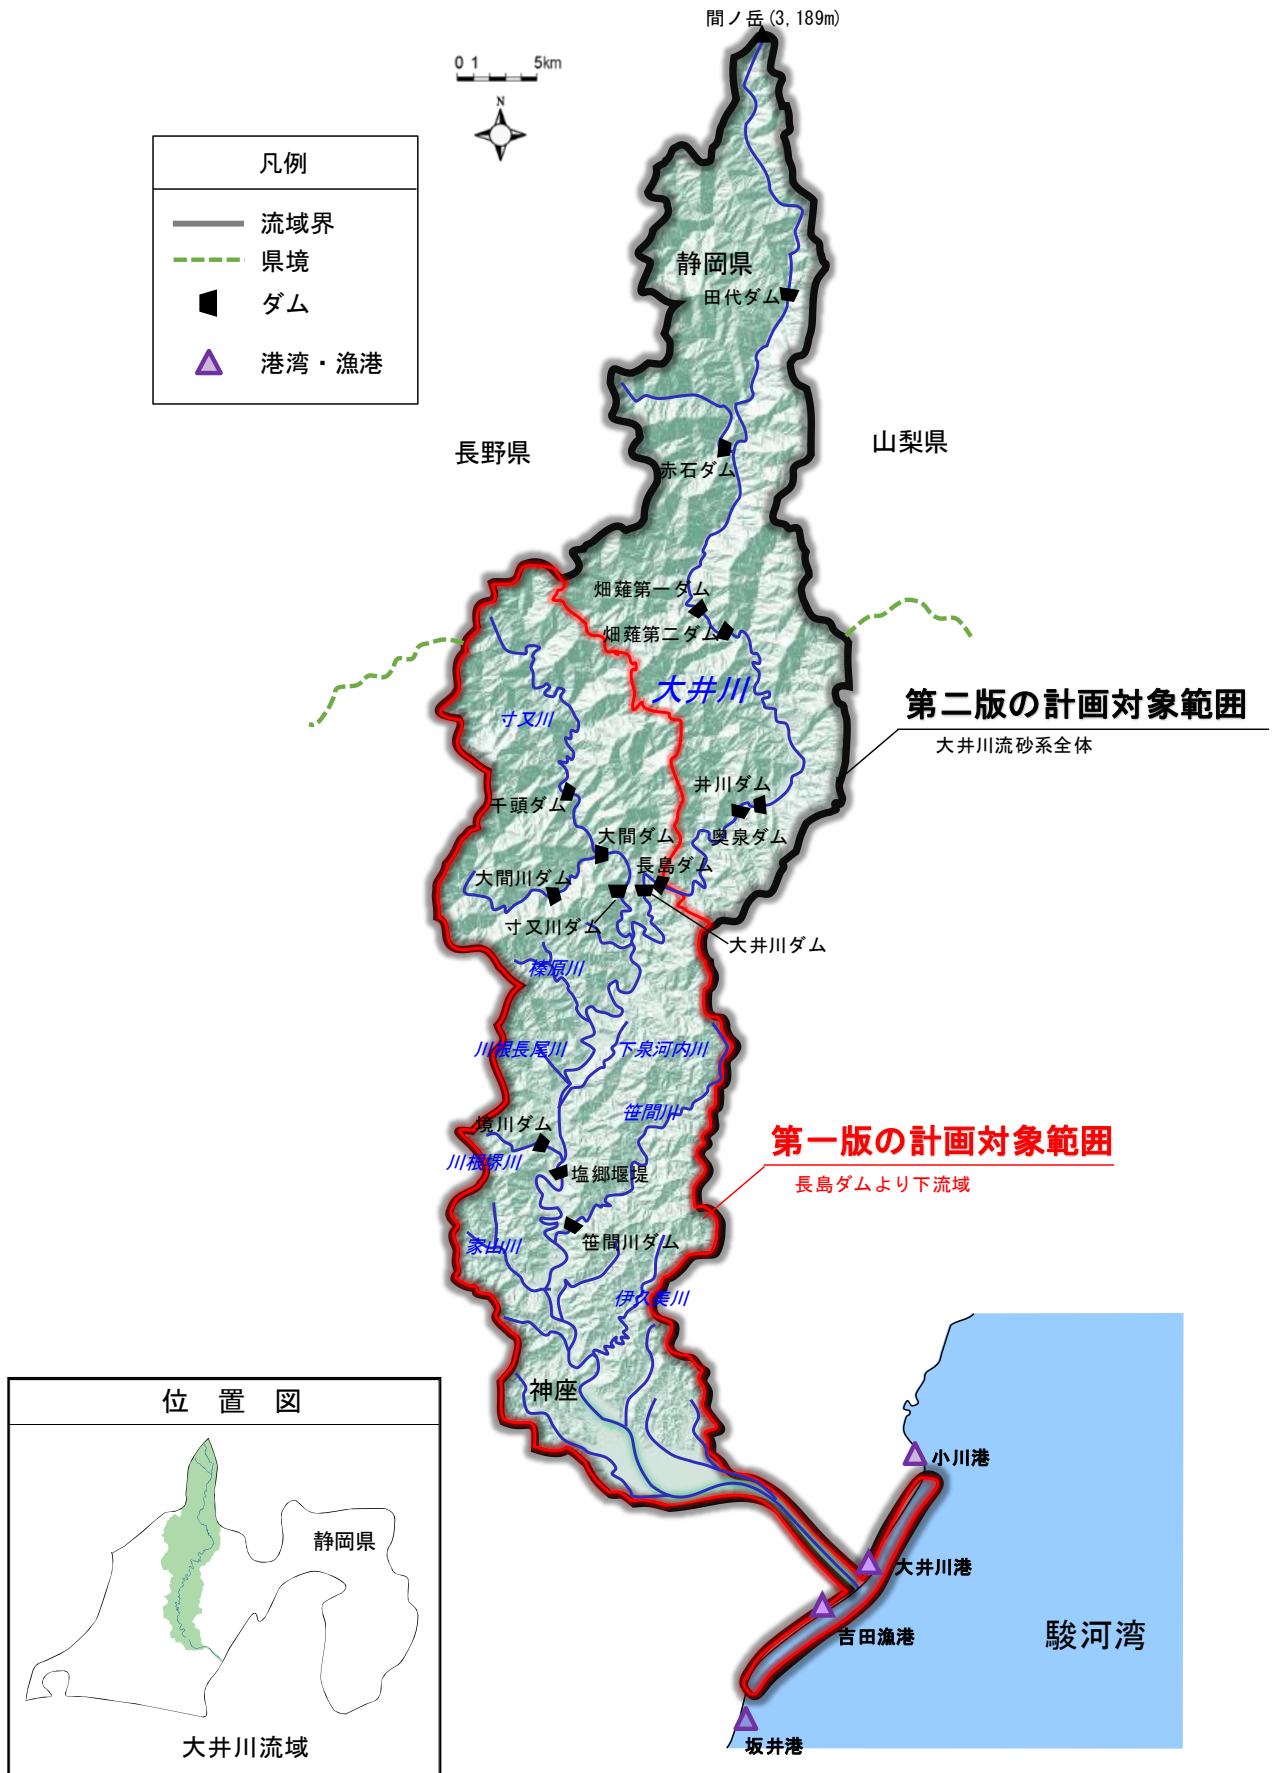 間ノ岳(3,189m)
0 1 5km
N
凡例
流域界
県境
ダム
港湾・漁港
静岡県
田代ダム
長野県
山梨県
赤石ダム
畑薙第一ダム
畑薙第二ダム
大井川
寸又川
第二版の計画対象範囲
大井川流砂系全体
井川ダム
千頭ダム
奥泉ダム
大間ダム
長島ダム
大間川ダム
寸又川ダム
大井川ダム
榛原川
川根長尾川
下泉河内川
笹間川
境川ダム
第一版の計画対象範囲
川根境川
塩郷堰堤
長島ダムより下流域
家山川
笹間川ダム
伊久美川
神座
位置図
静岡県
大井川流域
小川港
大井川港
吉田漁港
駿河湾
坂井港